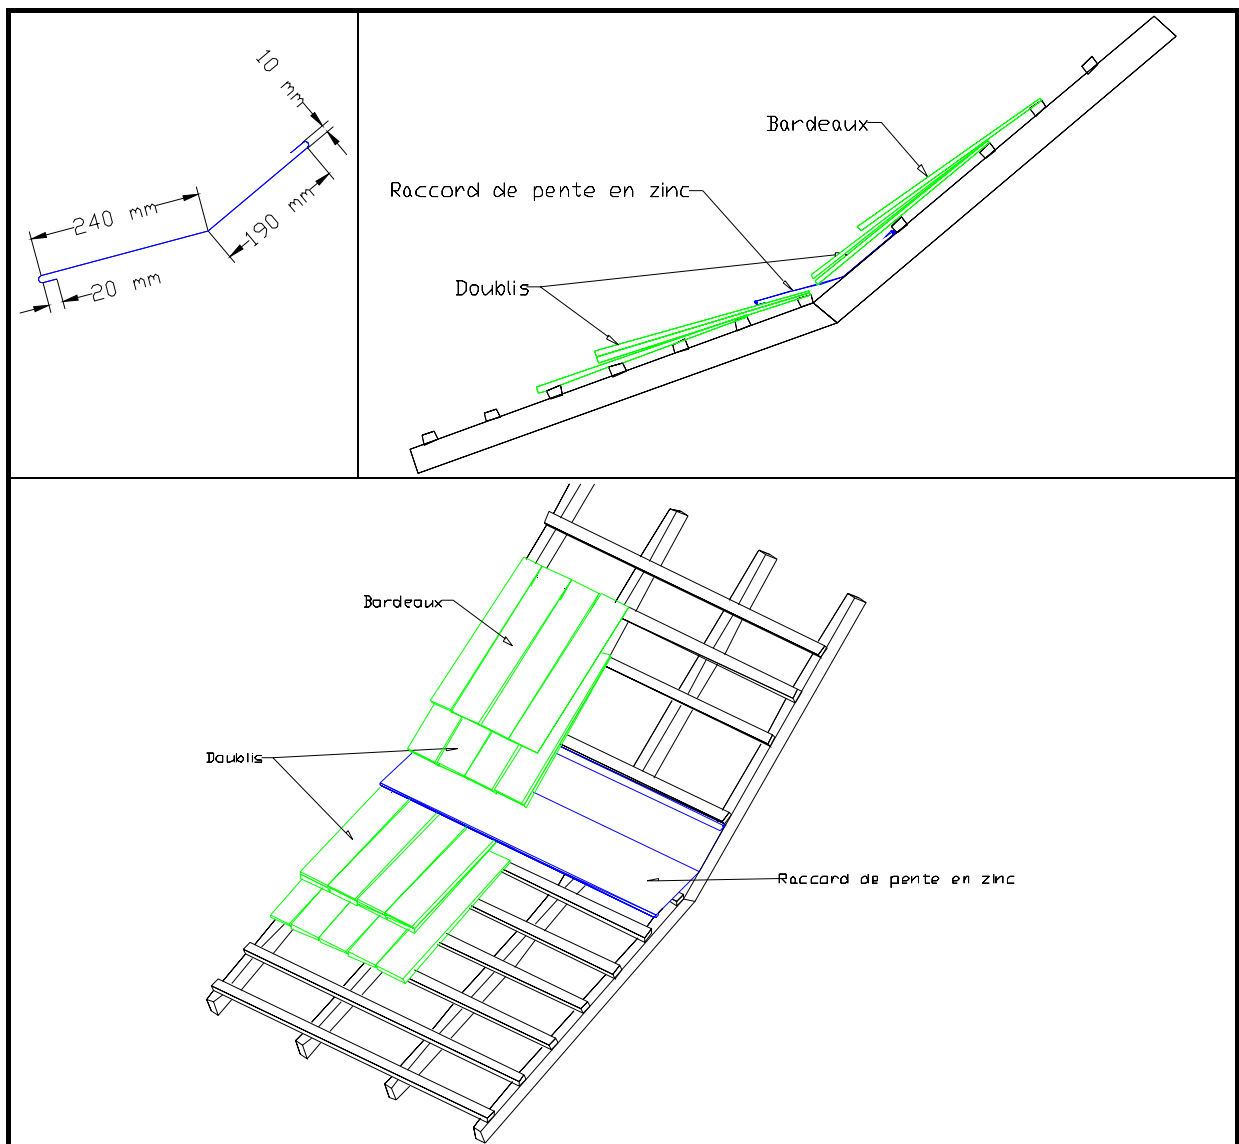 10 mm
240 mm
190 mm
20 mm
Bardeaux
Raccord de pente en zinc
Doublis
Bardeaux
Doublis
Raccord de pente en zinc